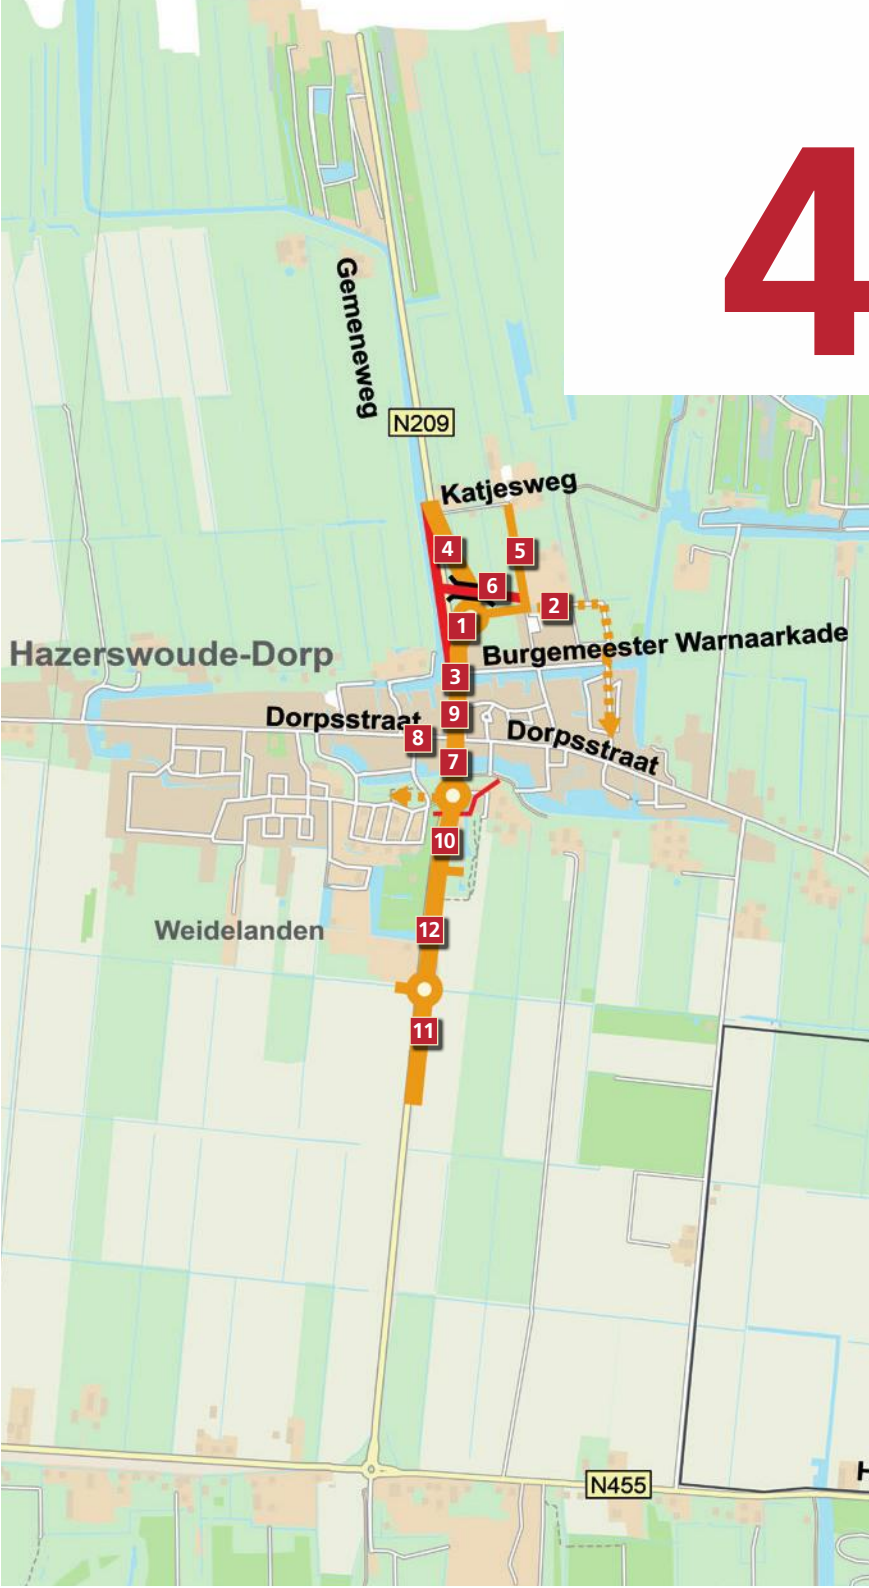 4
Gemeneweg
N209
Katjesweg
4
5
6
2
1
Burgemeester Warnaarkade
Hazerswoude-Dorp
3
9
Dorpsstraat
8
Dorpsstraat
7
10
Weidelanden
12
11
H
N455